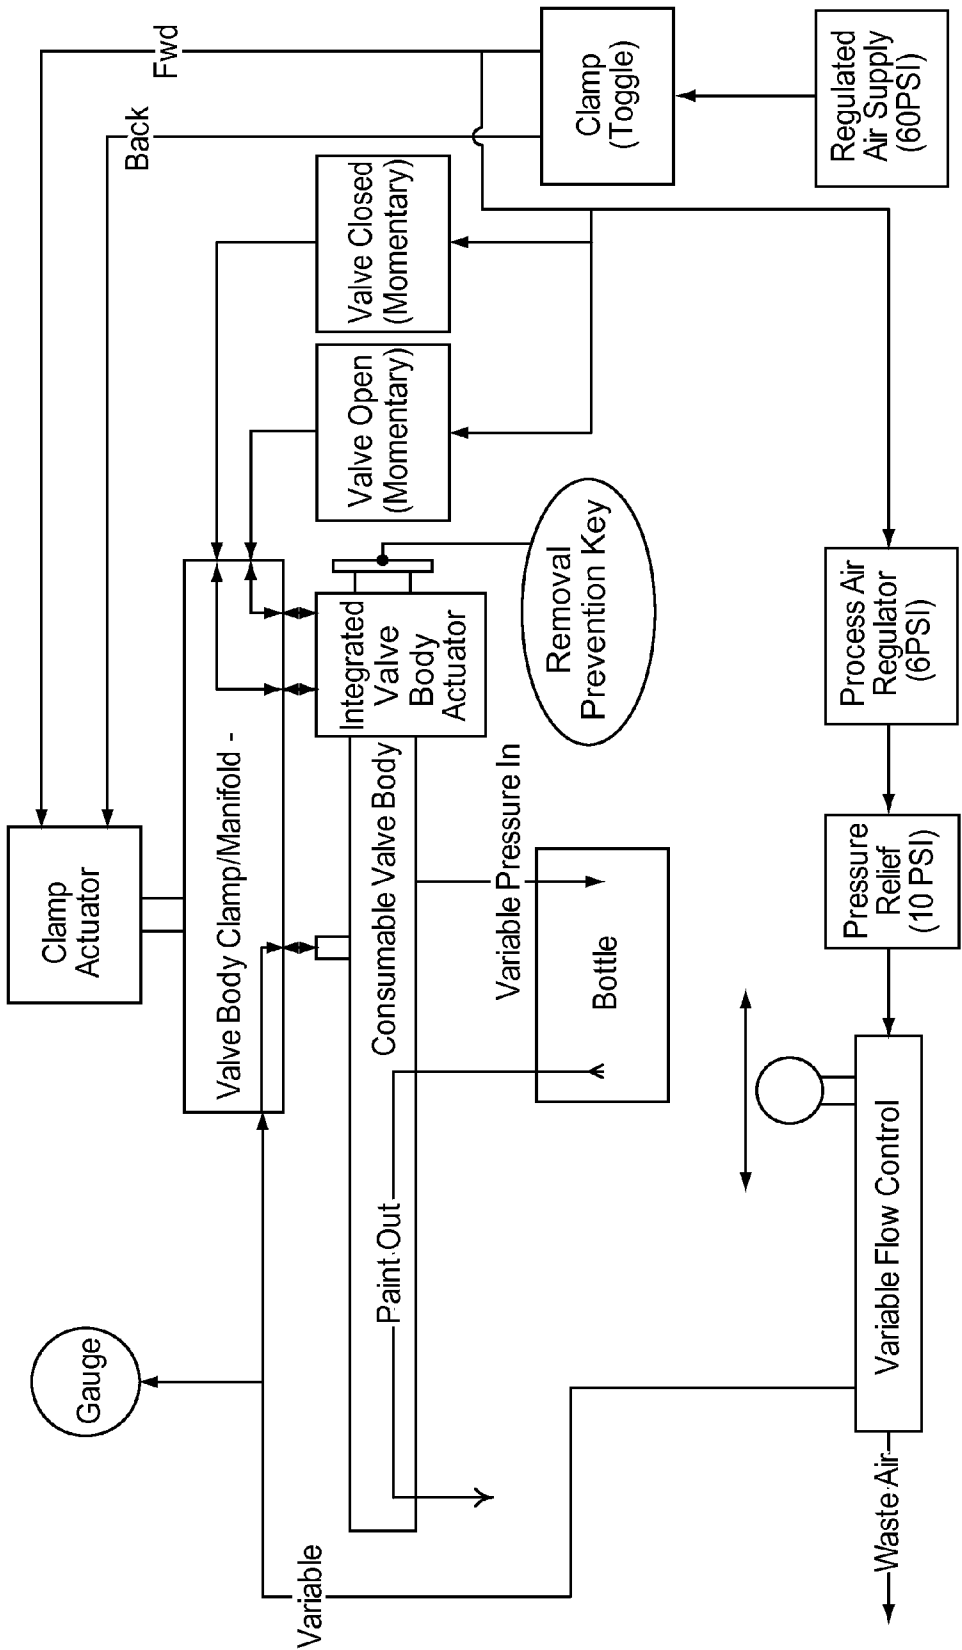 Gauge
Clamp
Actuator
Fwd
Back
Variable
Valve Body Clamp/Manifold -
Valve Closed
(Momentary)
Valve Open
(Momentary)
Clamp
(Toggle)
Regulated
Air Supply
(60PSI)
Integrated
Valve
Body
Actuator
Consumable Valve Body
Paint Out
Variable Pressure In
Bottle
Removal
Prevention Key
Waste Air
Variable Flow Control
Pressure
Relief
(10 PSI)
Process Air
Regulator
(6PSI)